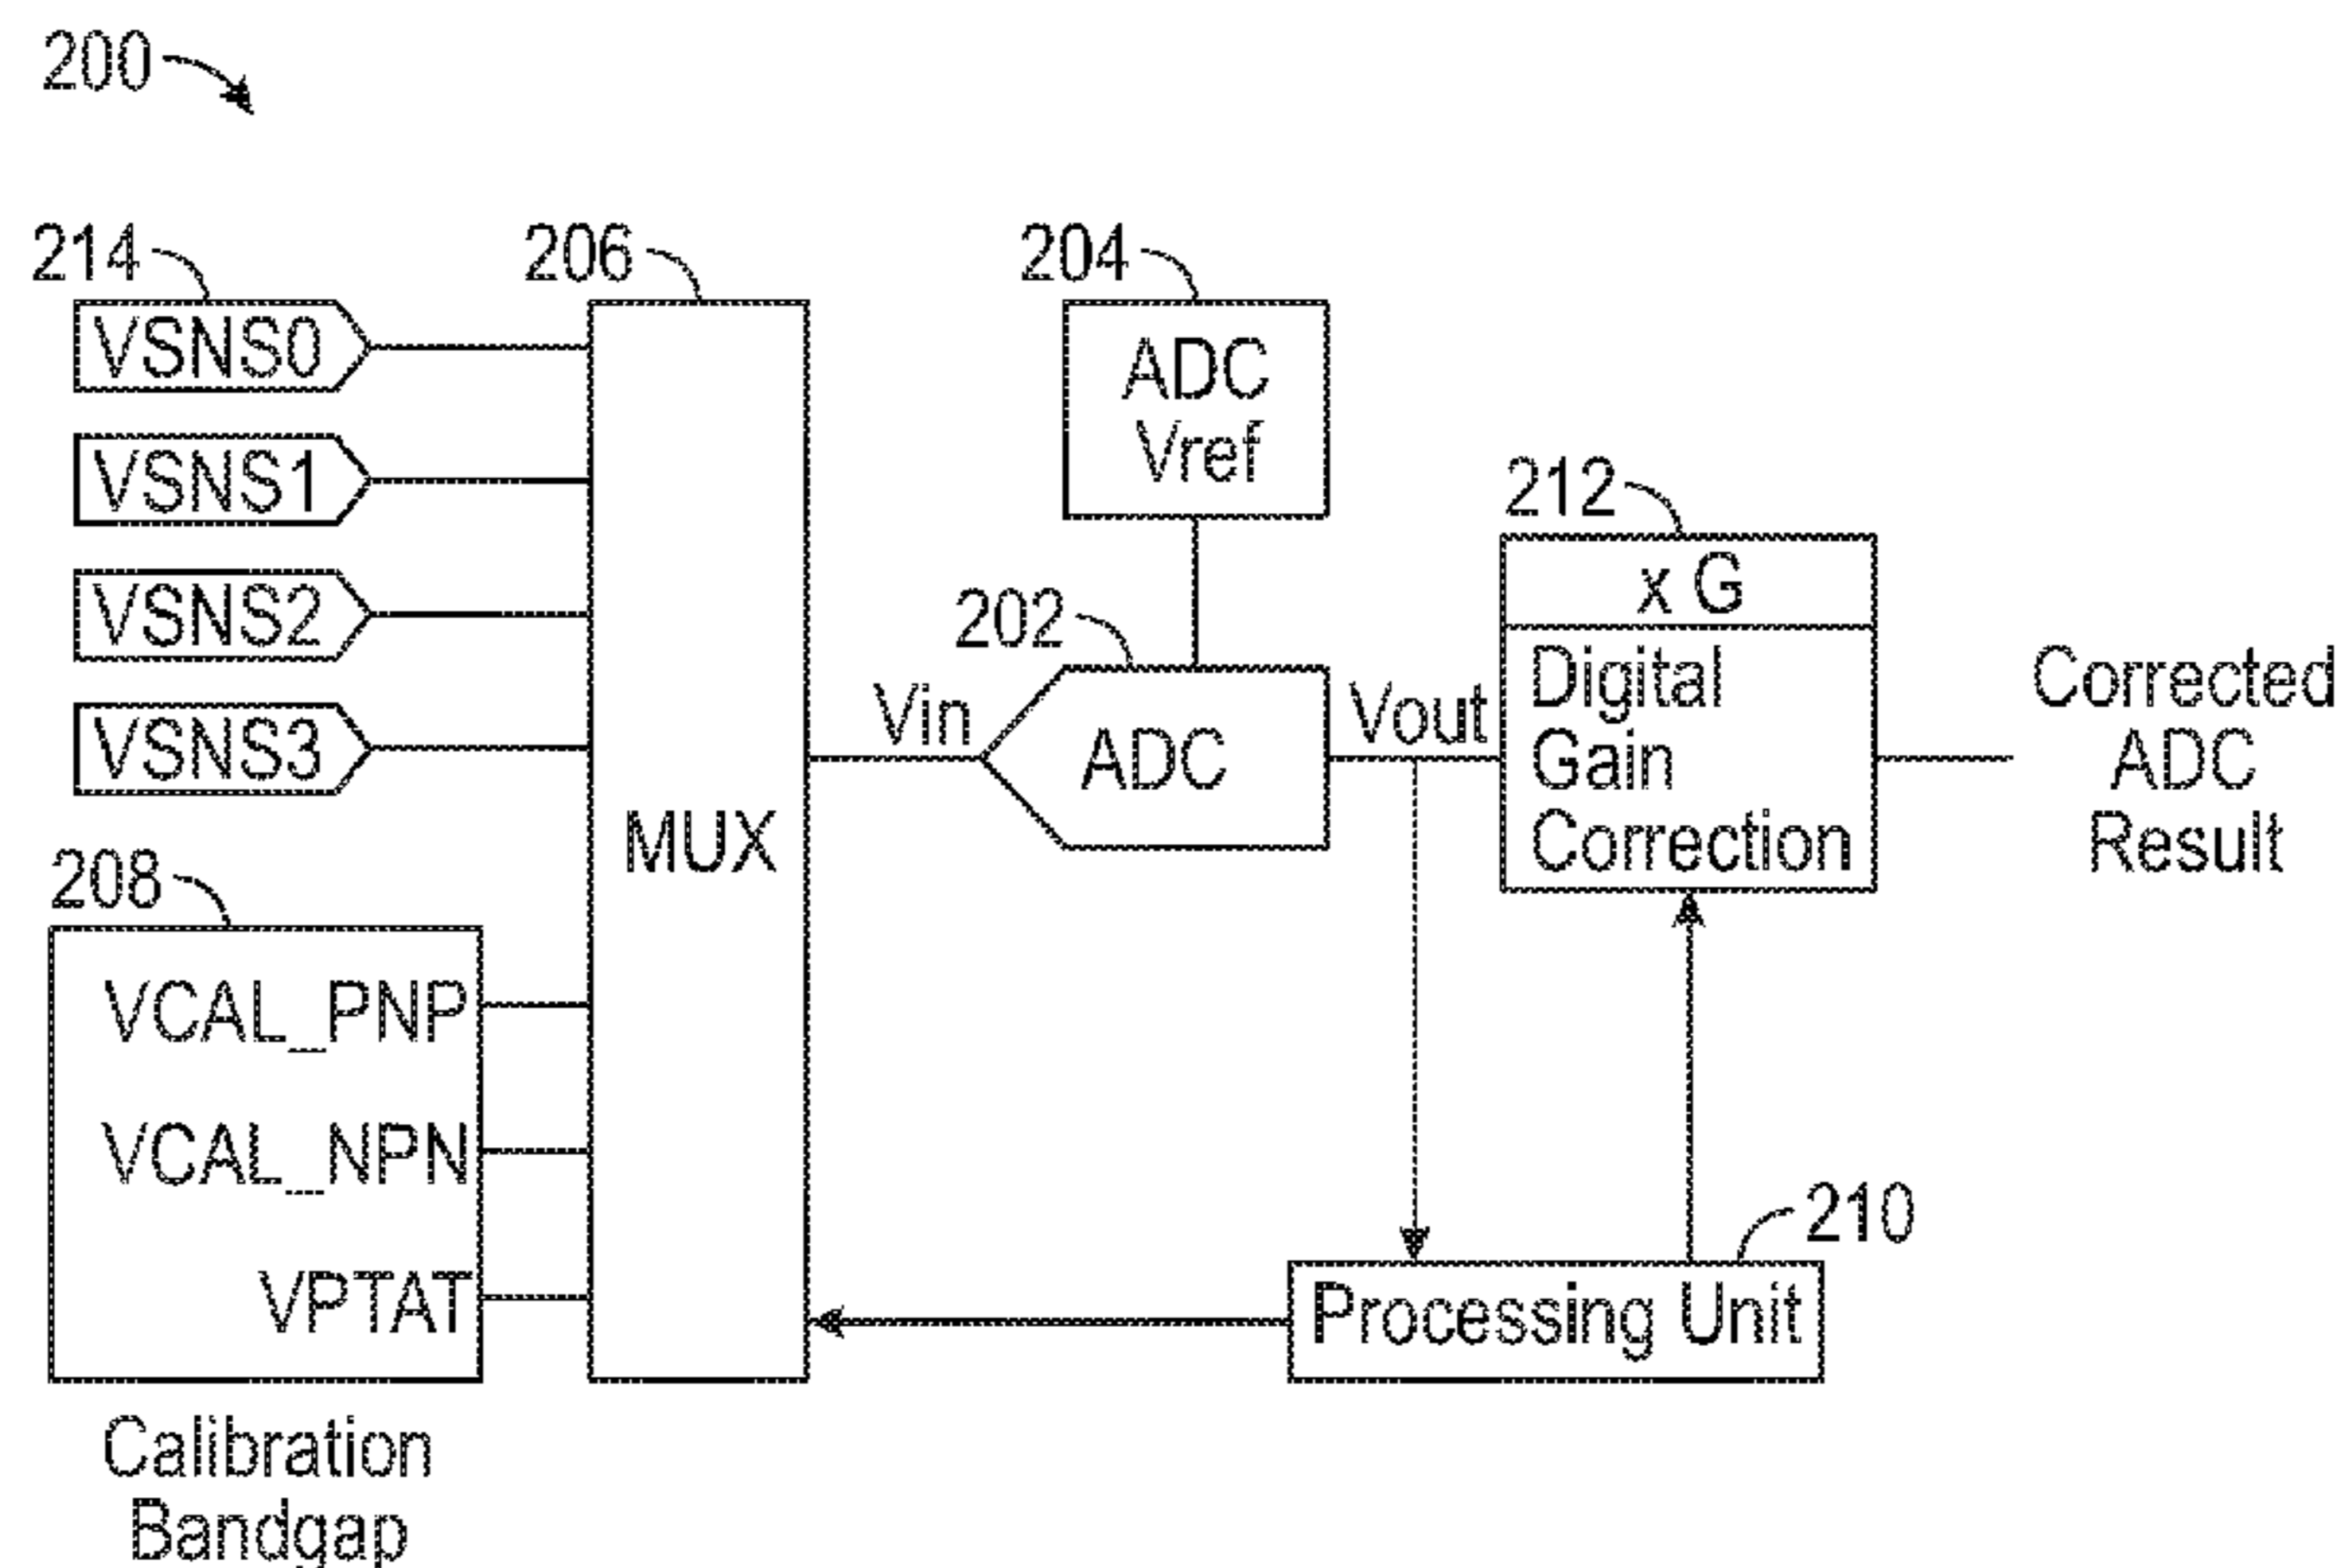 200
214
206
204
VSNS0
VSNS1
VSNS2
VSNS3
ADC
Vref
212
x G
202
Digital
Gain
Correction
Vin
ADC
Vout
Corrected
ADC
Result
MUX
208
VCAL_PNP
VCAL_NPN
VPTAT
210
Processing Unit
Calibration
Bandgap